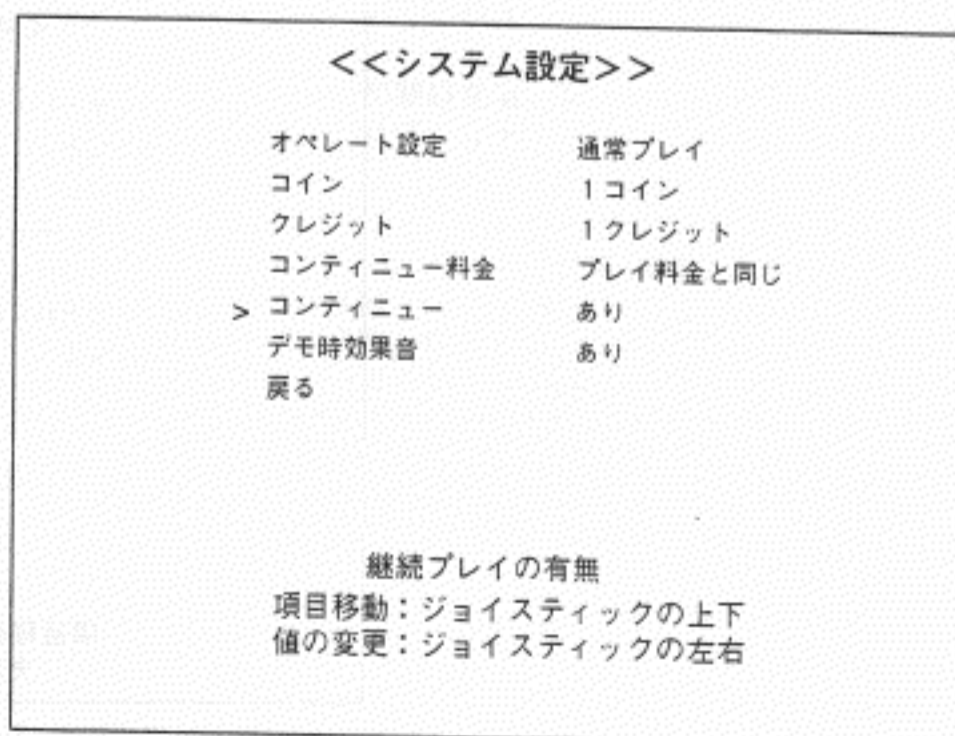 <<システム設定>>
オペレート設定 通常プレイ
コイン 1コイン
クレジット 1クレジット
コンティニュー料金 プレイ料金と同じ
> コンティニュー あり
デモ時効果音 あり
戻る
継続プレイの有無
項目移動:ジョイスティックの上下
値の変更:ジョイスティックの左右